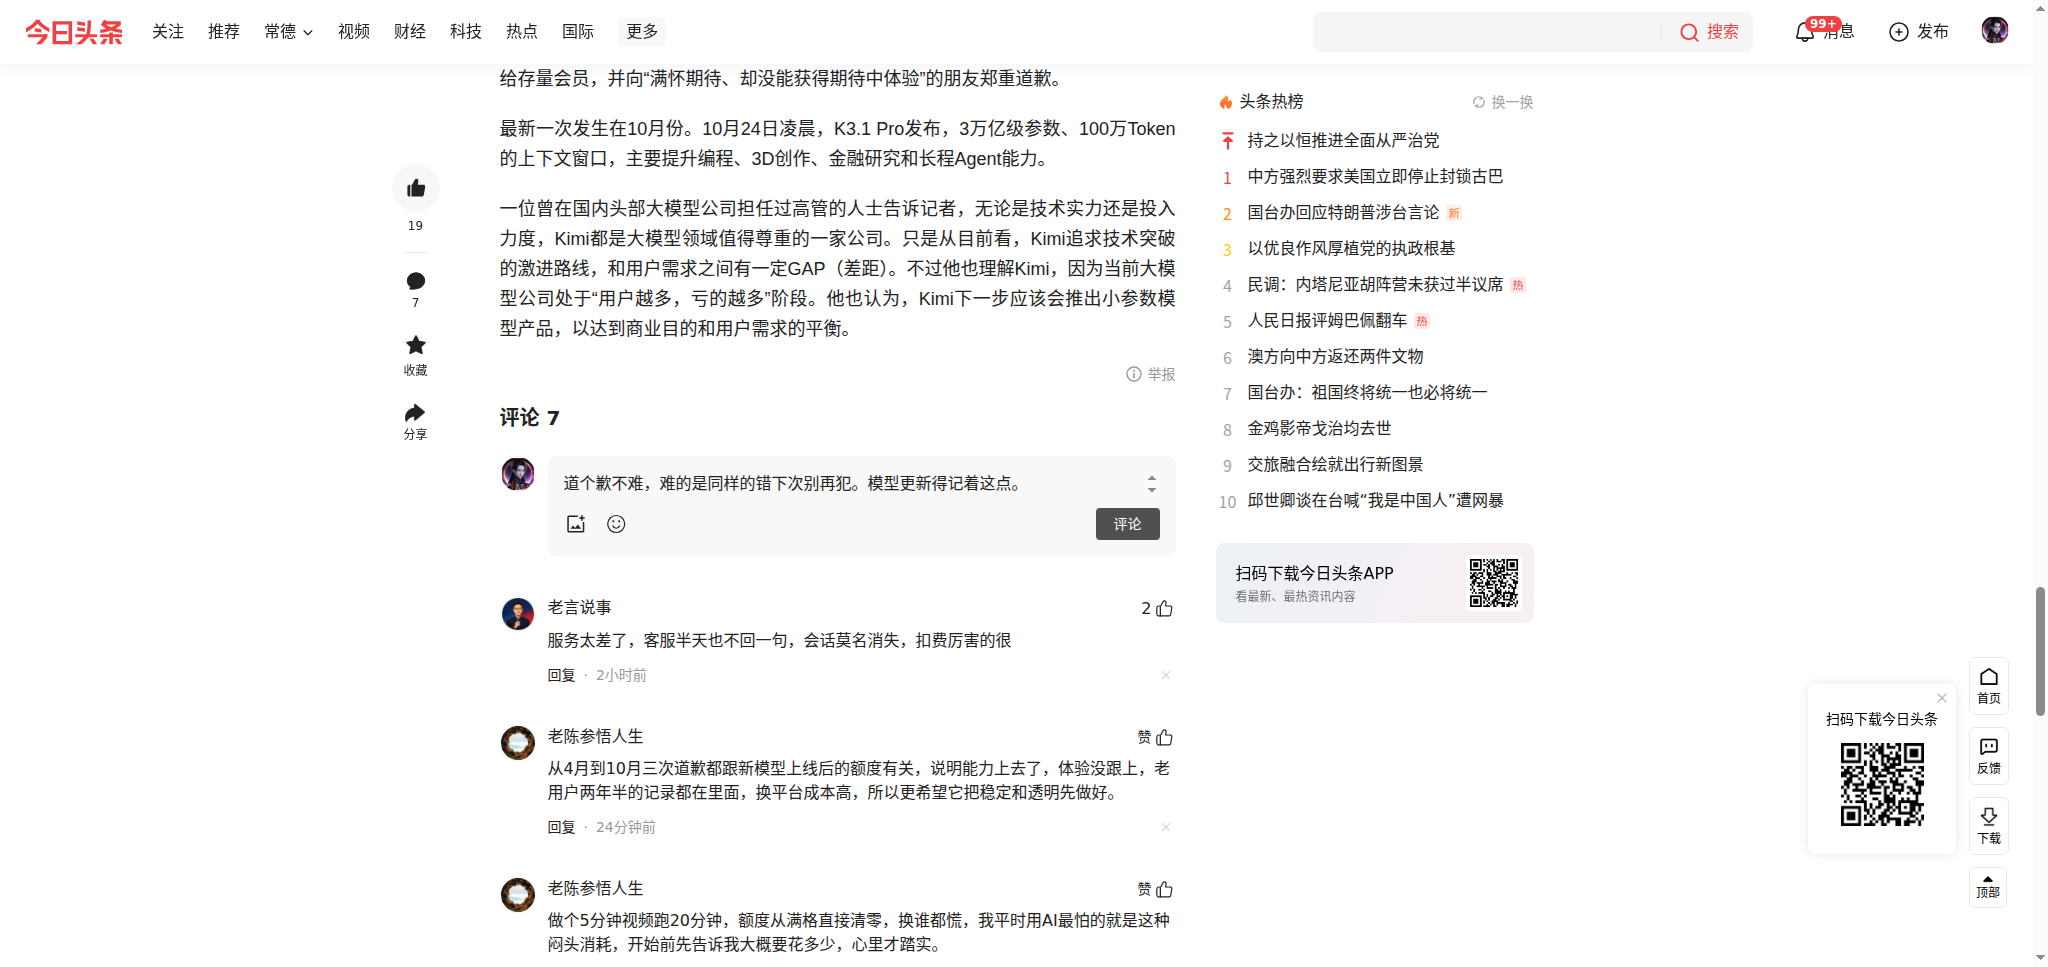 今日头条
关注 推荐 常德 视频 财经 科技 热点 国际 更多
搜索
99+
消息
发布
给存量会员，并向“满怀期待、却没能获得期待中体验”的朋友郑重道歉。
最新一次发生在10月份。10月24日凌晨，K3.1 Pro发布，3万亿级参数、100万Token
的上下文窗口，主要提升编程、3D创作、金融研究和长程Agent能力。
一位曾在国内头部大模型公司担任过高管的人士告诉记者，无论是技术实力还是投入
力度，Kimi都是大模型领域值得尊重的一家公司。只是从目前看，Kimi追求技术突破
的激进路线，和用户需求之间有一定GAP（差距）。不过他也理解Kimi，因为当前大模
型公司处于“用户越多，亏的越多”阶段。他也认为，Kimi下一步应该会推出小参数模
型产品，以达到商业目的和用户需求的平衡。
19
7
收藏
分享
举报
评论 7
道个歉不难，难的是同样的错下次别再犯。模型更新得记着这点。
评论
老言说事
2
服务太差了，客服半天也不回一句，会话莫名消失，扣费厉害的很
回复 · 2小时前
老陈参悟人生
赞
从4月到10月三次道歉都跟新模型上线后的额度有关，说明能力上去了，体验没跟上，老
用户两年半的记录都在里面，换平台成本高，所以更希望它把稳定和透明先做好。
回复 · 24分钟前
老陈参悟人生
赞
做个5分钟视频跑20分钟，额度从满格直接清零，换谁都慌，我平时用AI最怕的就是这种
闷头消耗，开始前先告诉我大概要花多少，心里才踏实。
头条热榜
换一换
持之以恒推进全面从严治党
1 中方强烈要求美国立即停止封锁古巴
2 国台办回应特朗普涉台言论 新
3 以优良作风厚植党的执政根基
4 民调：内塔尼亚胡阵营未获过半议席 热
5 人民日报评姆巴佩翻车 热
6 澳方向中方返还两件文物
7 国台办：祖国终将统一也必将统一
8 金鸡影帝戈治均去世
9 交旅融合绘就出行新图景
10 邱世卿谈在台喊“我是中国人”遭网暴
扫码下载今日头条APP
看最新、最热资讯内容
扫码下载今日头条
首页
反馈
下载
顶部